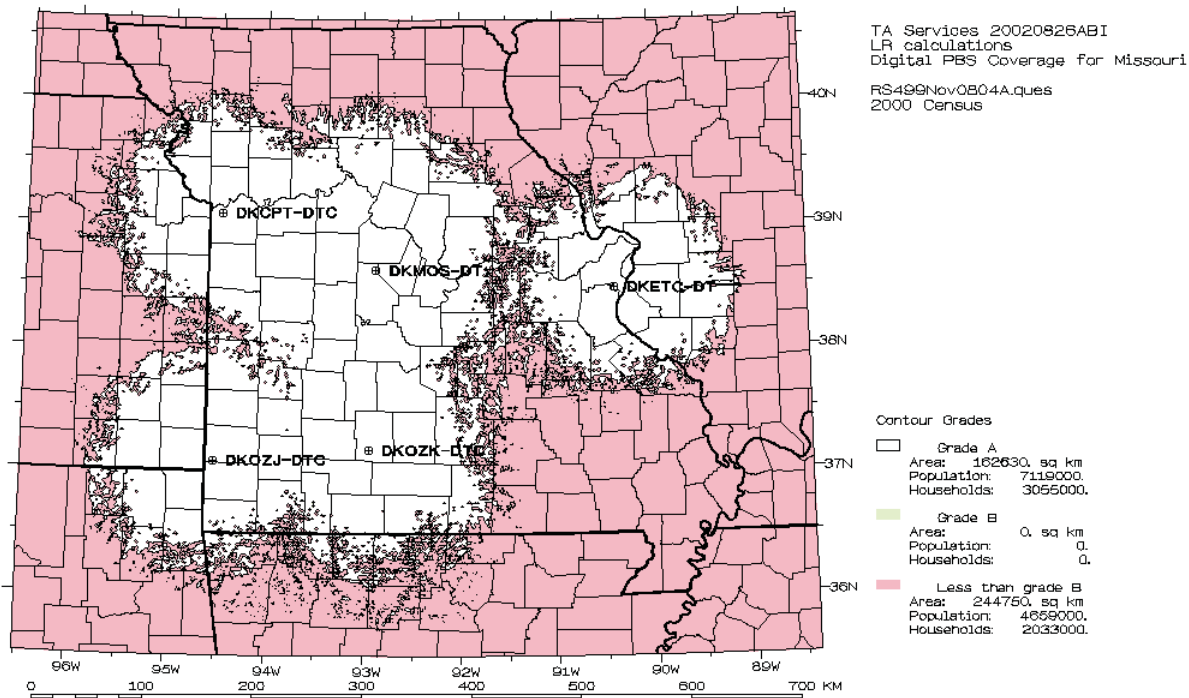 TA Services 20020826ABI
LR calculations
Digital PBS Coverage for Missouri
RS499Nov0804A.ques
2000 Census
40N
39N
38N
37N
36N
DKCPT-DTC
DKMOS-DT
DKETC-DT
DKOZJ-DTC
DKOZK-DTC
Contour Grades
Grade A
Area: 162630. sq km
Population: 7119000.
Households: 3055000.
Grade B
Area: 0. sq km
Population: 0.
Households: 0.
Less than grade B
Area: 244750. sq km
Population: 4659000.
Households: 2033000.
96W 95W 94W 93W 92W 91W 90W 89W
0 100 200 300 400 500 600 700 KM